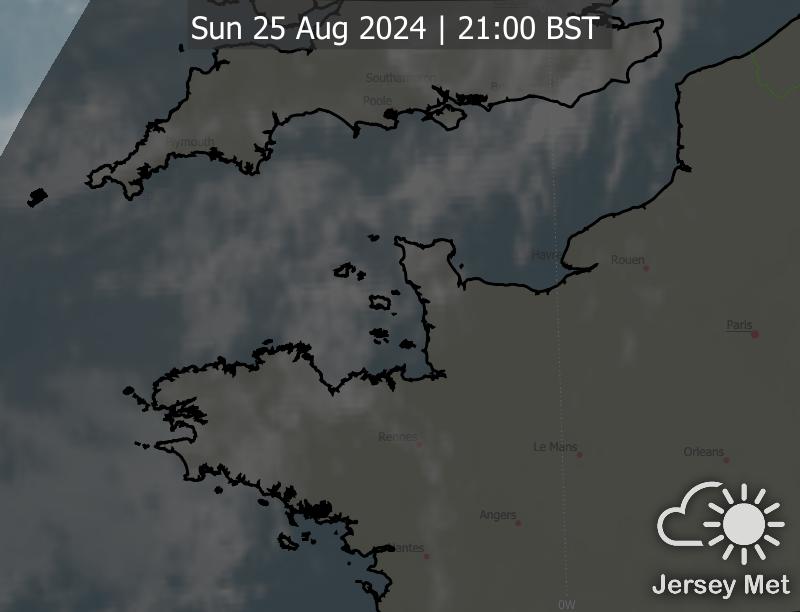 Sun 25 Aug 2024 | 21:00 BST
Southampton
Poole
Plymouth
Rouen
Paris
Rennes
Le Mans
Orleans
Angers
Nantes
Jersey Met
0W